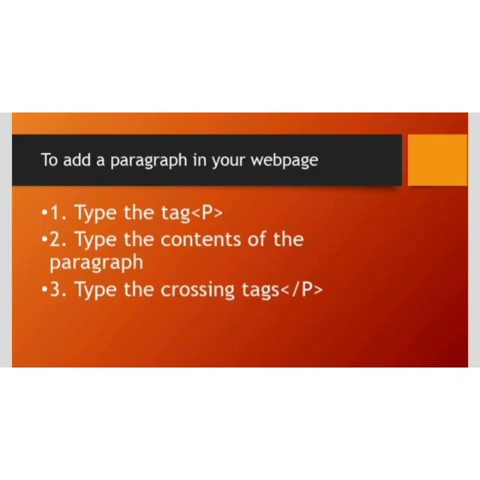 To add a paragraph in your webpage
•1. Type the tag<P>
•2. Type the contents of the
paragraph
•3. Type the crossing tags</P>